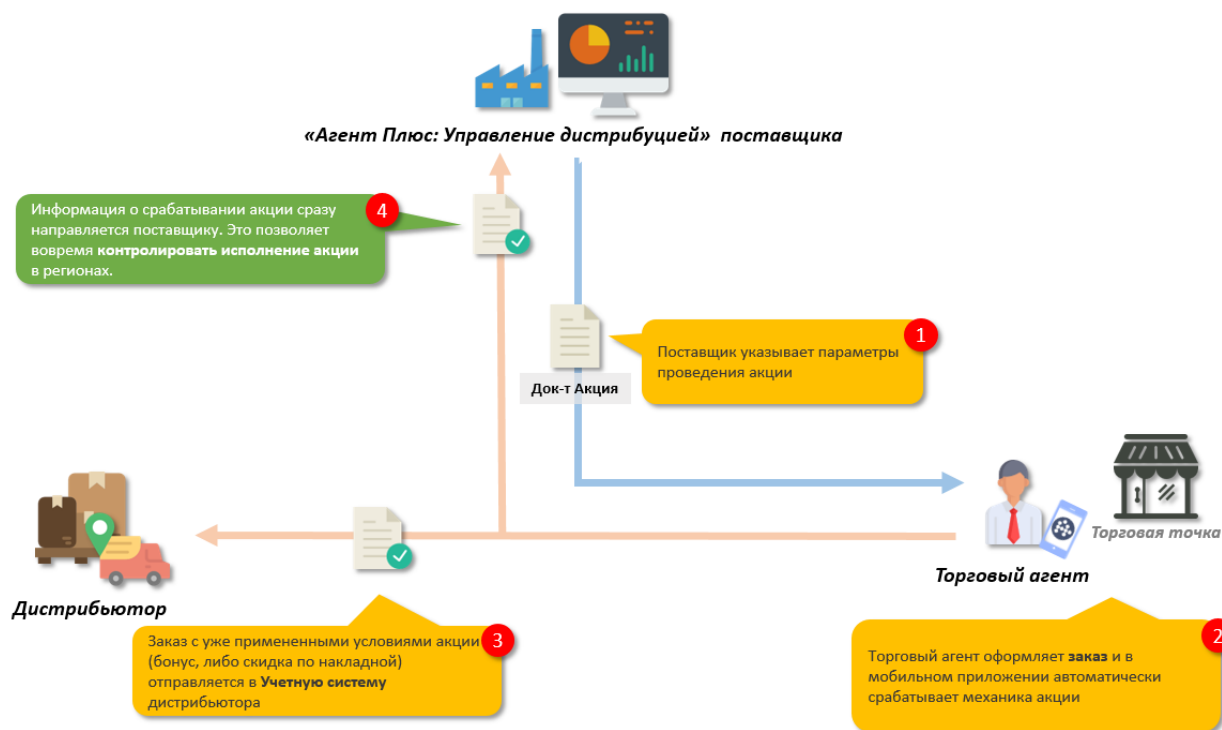 «Агент Плюс: Управление дистрибуцией» поставщика
4
Информация о срабатывании акции сразу
направляется поставщику. Это позволяет
вовремя контролировать исполнение акции
в регионах.
1
Поставщик указывает параметры
проведения акции
Док-т Акция
Торговая точка
Торговый агент
Дистрибьютор
3
Заказ с уже примененными условиями акции
(бонус, либо скидка по накладной)
отправляется в Учетную систему
дистрибьютора
2
Торговый агент оформляет заказ и в
мобильном приложении автоматически
срабатывает механика акции